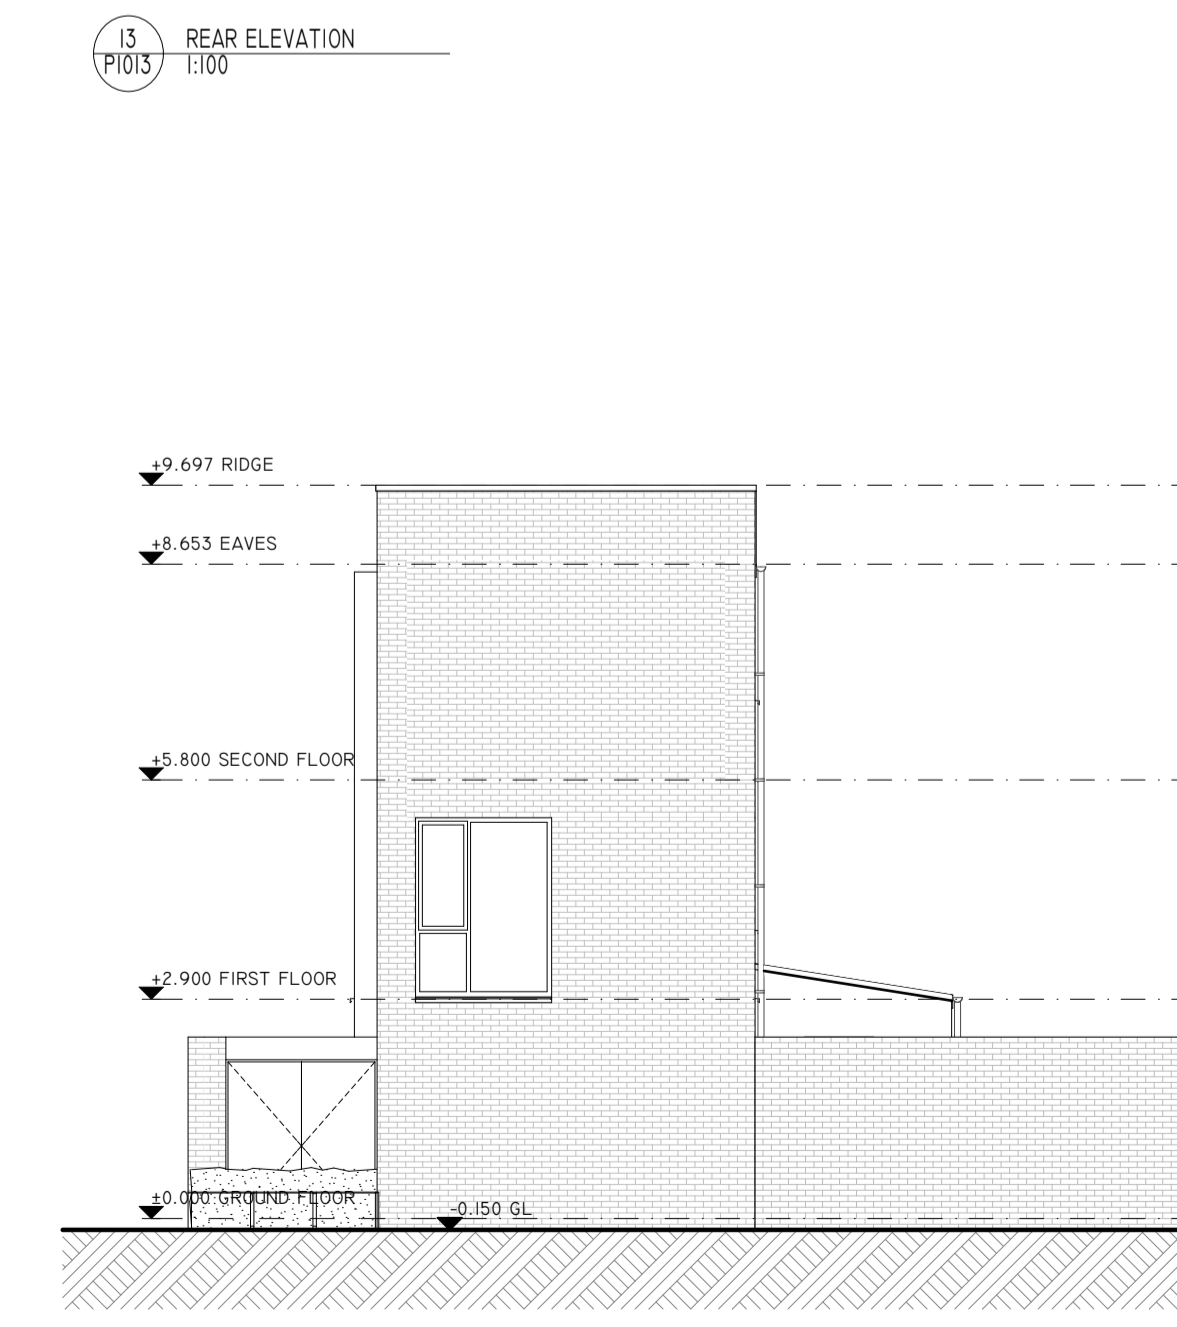 13
P1013
REAR ELEVATION
1:100
+9.697 RIDGE
+8.653 EAVES
+5.800 SECOND FLOOR
+2.900 FIRST FLOOR
±0.000 GROUND FLOOR
-0.150 GL